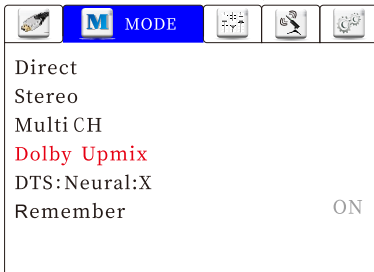 M MODE
Direct
Stereo
Multi CH
Dolby Upmix
DTS:Neural:X
Remember ON